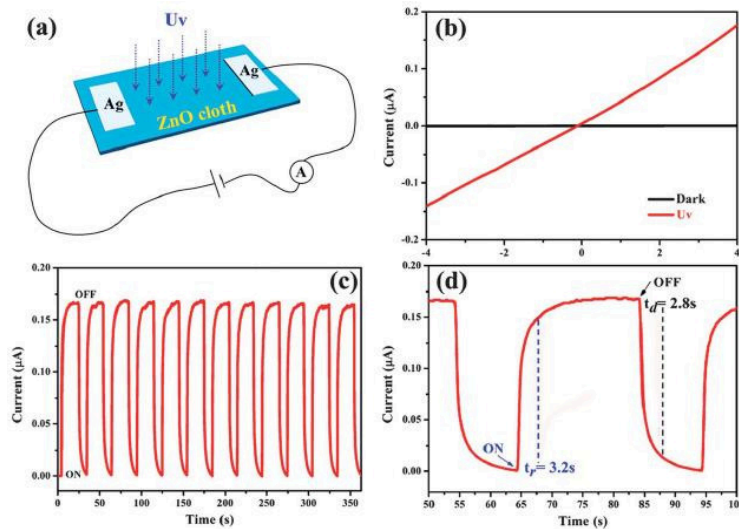 (a)
Uv
Ag
Ag
ZnO cloth
A
(b)
Current (μA)
0.2
0.1
0.0
-0.1
-0.2
-4
-2
0
2
4
Dark
Uv
(c)
Current (μA)
0.20
0.15
0.10
0.05
0.00
OFF
ON
0 50 100 150 200 250 300 350
Time (s)
(d)
Current (μA)
0.20
0.15
0.10
0.05
0.00
OFF
td= 2.8s
ON
tr= 3.2s
50 55 60 65 70 75 80 85 90 95 100
Time (s)